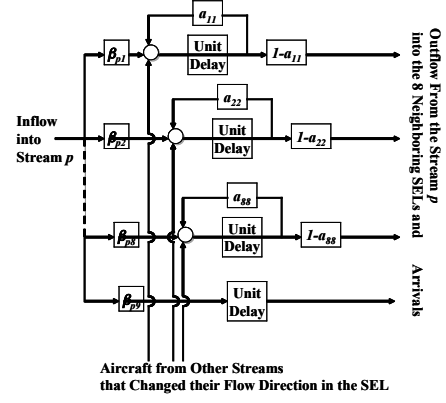 a11
βp1
Unit
Delay
1-a11
Inflow
into
Stream p
a22
βp2
Unit
Delay
1-a22
a88
βp8
Unit
Delay
1-a88
βp9
Unit
Delay
Outflow From the Stream p
into the 8 Neighboring SELs and
Arrivals
Aircraft from Other Streams
that Changed their Flow Direction in the SEL